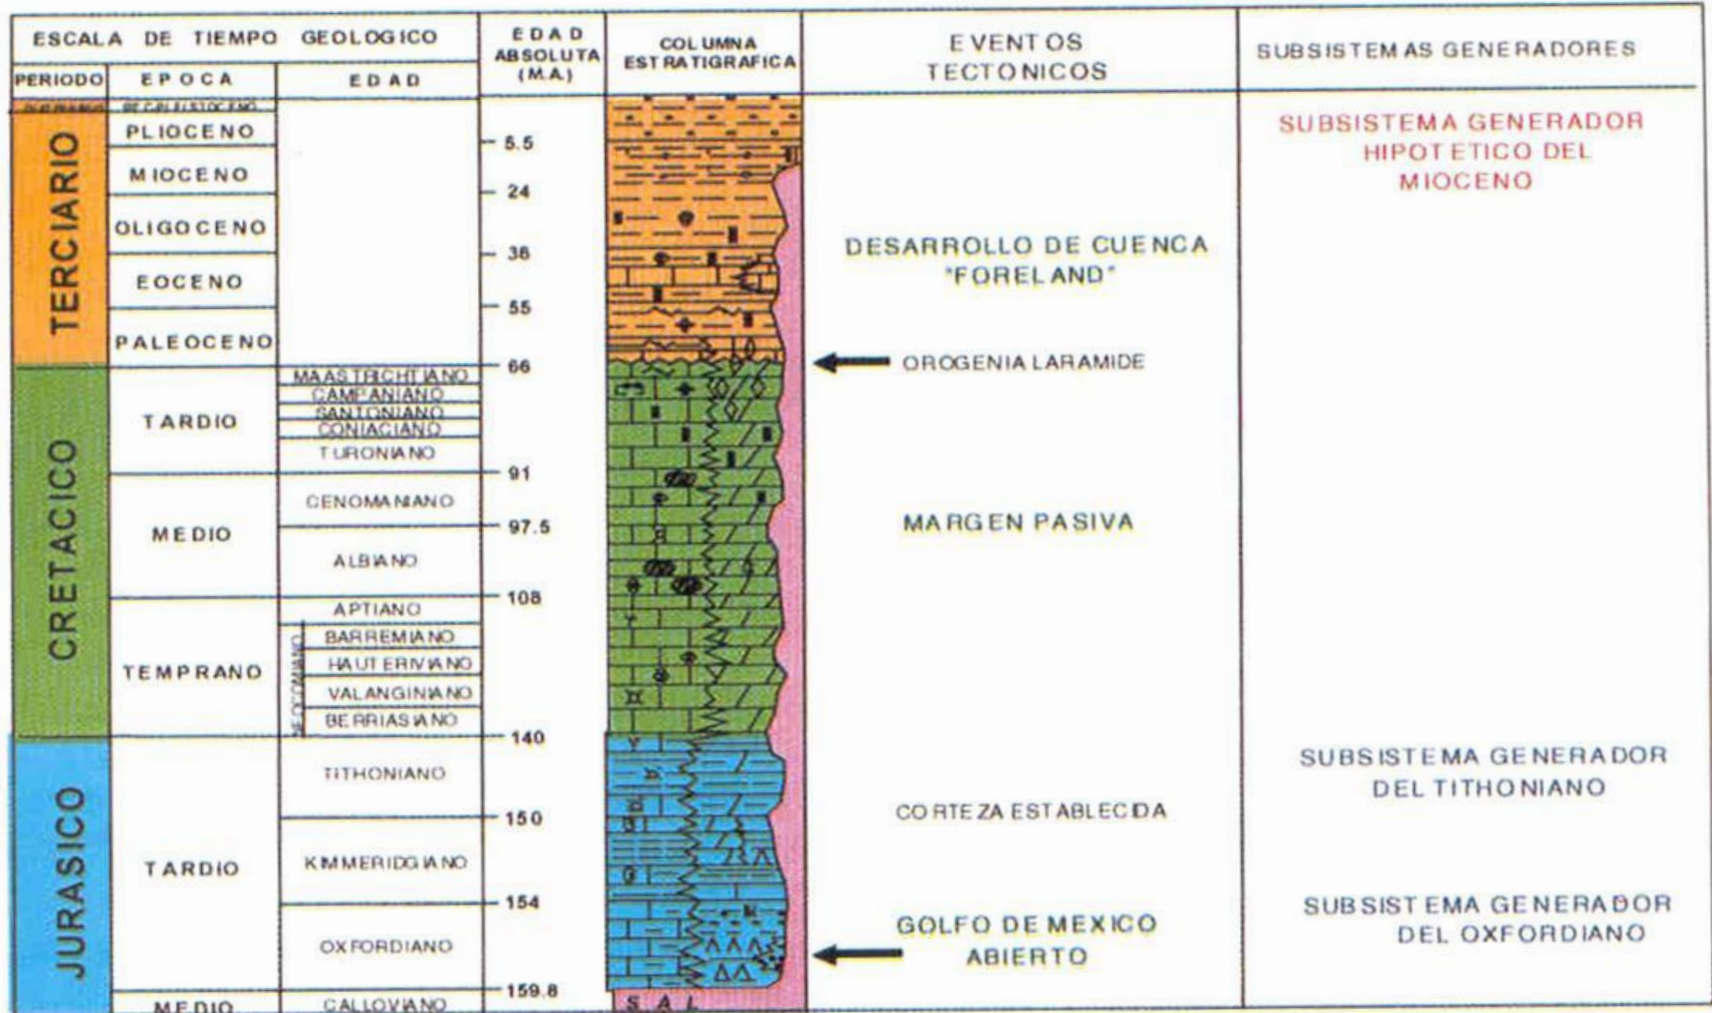 ESCALA DE TIEMPO GEOLOGICO
EDAD
ABSOLUTA
(M.A.)
COLUMNA
ESTRATIGRAFICA
EVENTOS
TECTONICOS
SUBSISTEMAS GENERADORES
PERIODO
EPOCA
EDAD
TERCIARIO
PLIOCENO
5.5
MIOCENO
24
OLIGOCENO
36
EOCENO
55
PALEOCENO
66
SUBSISTEMA GENERADOR
HIPOTETICO DEL
MIOCENO
DESARROLLO DE CUENCA
"FORELAND"
OROGENIA LARAMIDE
CRETACICO
TARDIO
MAASTRICHTIANO
CAMPANIANO
SANTONIANO
CONIACIANO
TURONIANO
91
MEDIO
CENOMANIANO
97.5
ALBIANO
108
MARGEN PASIVA
TEMPRANO
APTIANO
NEOCOMIANO
BARREMIANO
HAUTERIVIANO
VALANGINIANO
BERRIASIANO
140
JURASICO
TARDIO
TITHONIANO
150
KIMMERIDGIANO
154
OXFORDIANO
159.8
MEDIO
CALLOVIANO
SAL
CORTEZA ESTABLECIDA
GOLFO DE MEXICO
ABIERTO
SUBSISTEMA GENERADOR
DEL TITHONIANO
SUBSISTEMA GENERADOR
DEL OXFORDIANO